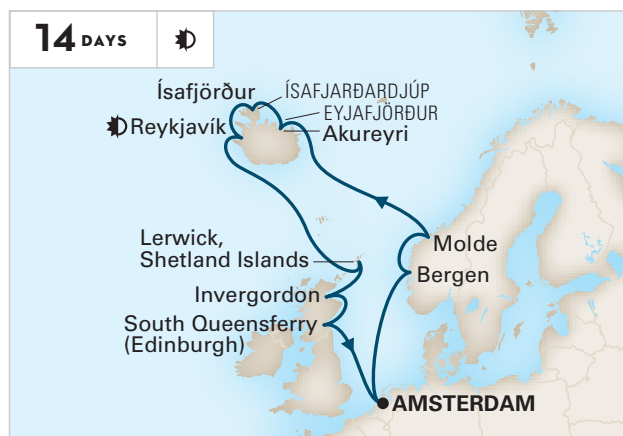 14 DAYS
Ísafjörður
ÍSAFJARÐARDJÚP
EYJAFJÖRÐUR
Reykjavík
Akureyri
Lerwick,
Shetland Islands
Molde
Bergen
Invergordon
South Queensferry
(Edinburgh)
AMSTERDAM